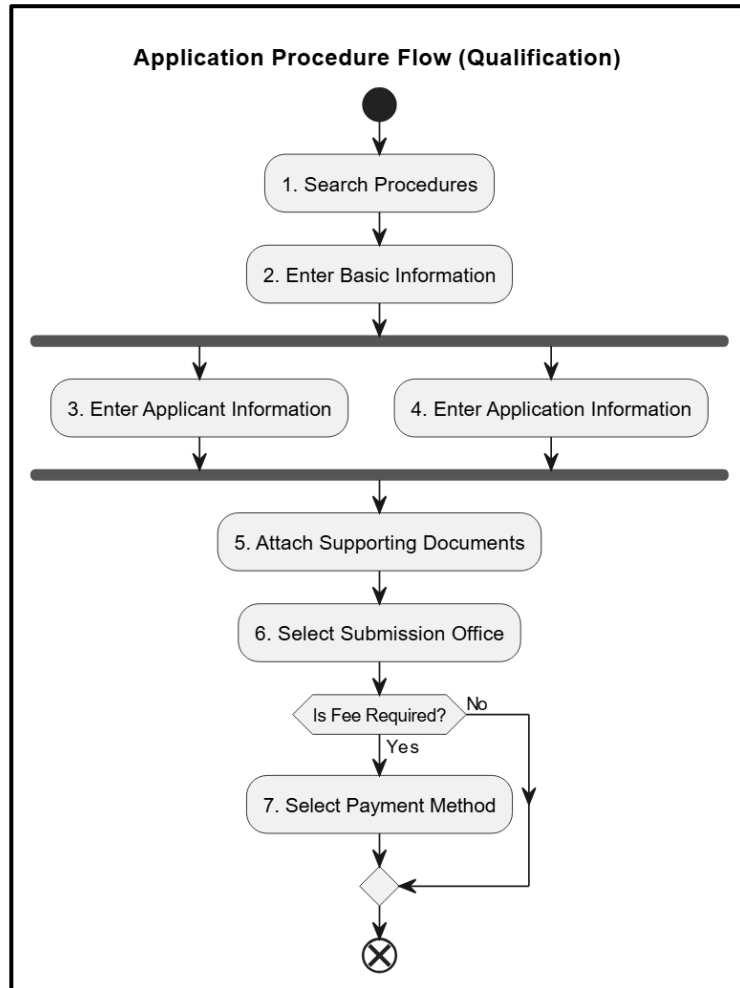 Application Procedure Flow (Qualification)
1. Search Procedures
2. Enter Basic Information
3. Enter Applicant Information
4. Enter Application Information
5. Attach Supporting Documents
6. Select Submission Office
Is Fee Required?
No
Yes
7. Select Payment Method